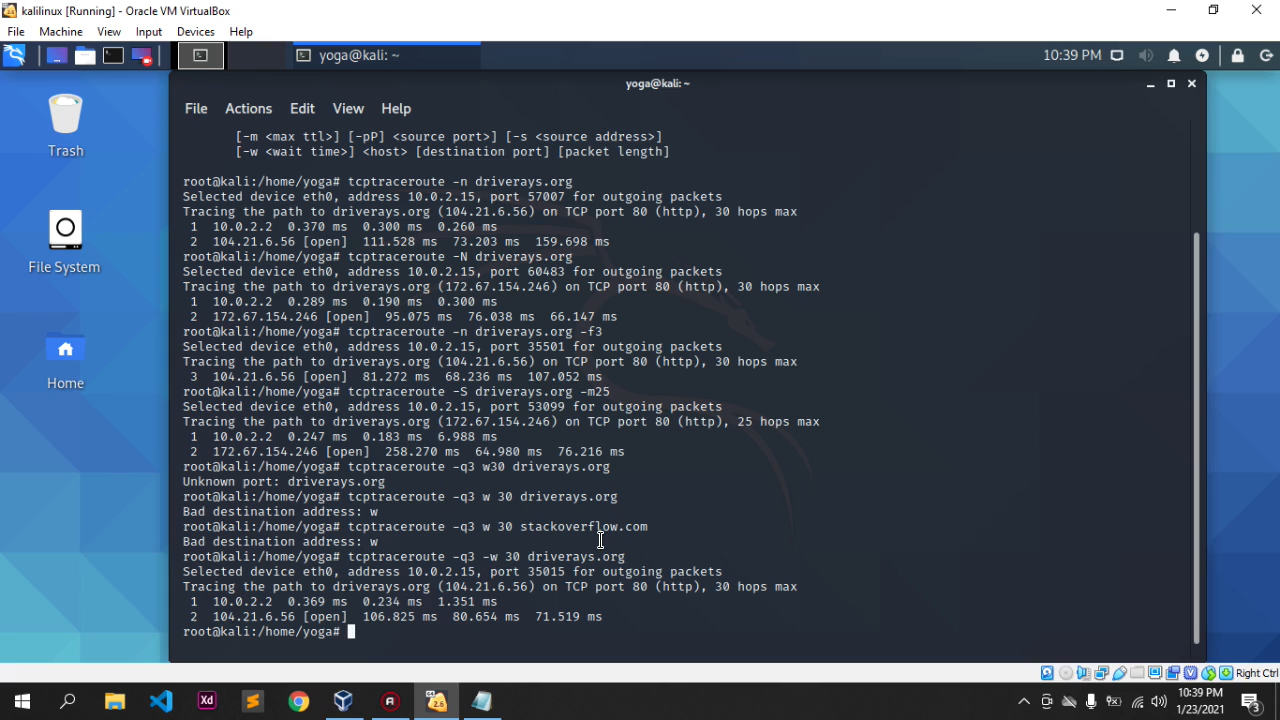 kalilinux [Running] - Oracle VM VirtualBox
File Machine View Input Devices Help
yoga@kali: ~
10:39 PM
yoga@kali: ~
File Actions Edit View Help
Trash
File System
Home
[-m <max ttl>] [-pP] <source port>] [-s <source address>]
[-w <wait time>] <host> [destination port] [packet length]
root@kali:/home/yoga# tcptraceroute -n driverays.org
Selected device eth0, address 10.0.2.15, port 57007 for outgoing packets
Tracing the path to driverays.org (104.21.6.56) on TCP port 80 (http), 30 hops max
1 10.0.2.2 0.370 ms 0.300 ms 0.260 ms
2 104.21.6.56 [open] 111.528 ms 73.203 ms 159.698 ms
root@kali:/home/yoga# tcptraceroute -N driverays.org
Selected device eth0, address 10.0.2.15, port 60483 for outgoing packets
Tracing the path to driverays.org (172.67.154.246) on TCP port 80 (http), 30 hops max
1 10.0.2.2 0.289 ms 0.190 ms 0.300 ms
2 172.67.154.246 [open] 95.075 ms 76.038 ms 66.147 ms
root@kali:/home/yoga# tcptraceroute -n driverays.org -f3
Selected device eth0, address 10.0.2.15, port 35501 for outgoing packets
Tracing the path to driverays.org (104.21.6.56) on TCP port 80 (http), 30 hops max
3 104.21.6.56 [open] 81.272 ms 68.236 ms 107.052 ms
root@kali:/home/yoga# tcptraceroute -S driverays.org -m25
Selected device eth0, address 10.0.2.15, port 53099 for outgoing packets
Tracing the path to driverays.org (172.67.154.246) on TCP port 80 (http), 25 hops max
1 10.0.2.2 0.247 ms 0.183 ms 6.988 ms
2 172.67.154.246 [open] 258.270 ms 64.980 ms 76.216 ms
root@kali:/home/yoga# tcptraceroute -q3 w30 driverays.org
Unknown port: driverays.org
root@kali:/home/yoga# tcptraceroute -q3 w 30 driverays.org
Bad destination address: w
root@kali:/home/yoga# tcptraceroute -q3 w 30 stackoverflow.com
Bad destination address: w
root@kali:/home/yoga# tcptraceroute -q3 -w 30 driverays.org
Selected device eth0, address 10.0.2.15, port 35015 for outgoing packets
Tracing the path to driverays.org (104.21.6.56) on TCP port 80 (http), 30 hops max
1 10.0.2.2 0.369 ms 0.234 ms 1.351 ms
2 104.21.6.56 [open] 106.825 ms 80.654 ms 71.519 ms
root@kali:/home/yoga#
Right Ctrl
Xd
2.6
10:39 PM
1/23/2021
3